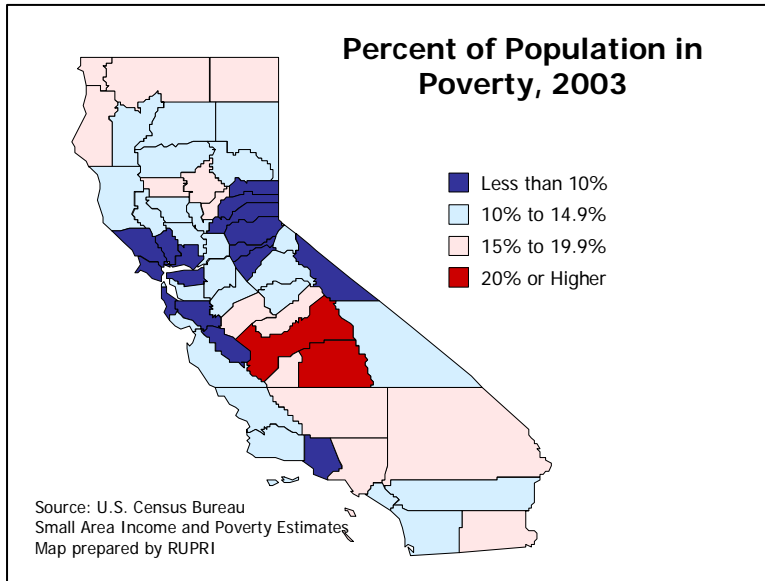 Percent of Population in
Poverty, 2003
Less than 10%
10% to 14.9%
15% to 19.9%
20% or Higher
Source: U.S. Census Bureau
Small Area Income and Poverty Estimates
Map prepared by RUPRI